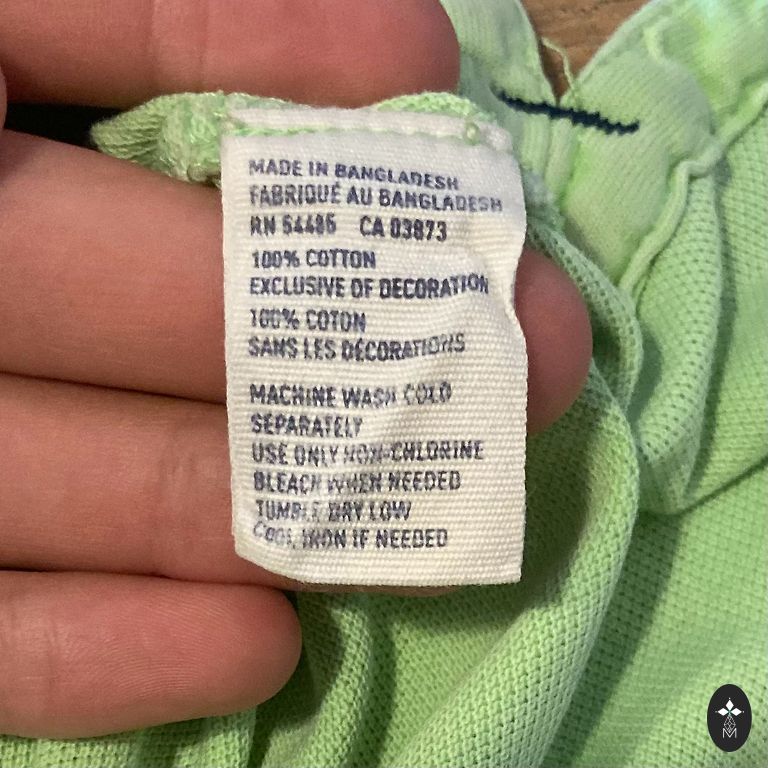 MADE IN BANGLADESH
FABRIQUÉ AU BANGLADESH
RN 54485 CA 03873
100% COTTON
EXCLUSIVE OF DECORATION
100% COTON
SANS LES DÉCORATIONS
MACHINE WASH COLD
SEPARATELY
USE ONLY NON-CHLORINE
BLEACH WHEN NEEDED
TUMBLE DRY LOW
COOL IRON IF NEEDED
M